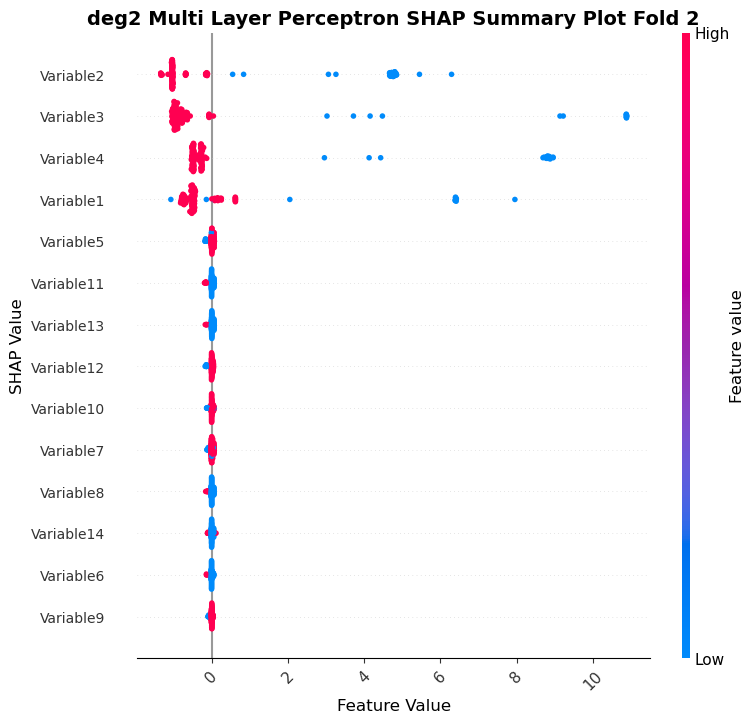 deg2 Multi Layer Perceptron SHAP Summary Plot Fold 2
High
Variable2
Variable3
Variable4
Variable1
Variable5
Variable11
Variable13
Variable12
Variable10
Variable7
Variable8
Variable14
Variable6
Variable9
SHAP Value
Feature value
Low
0 2 4 6 8 10
Feature Value